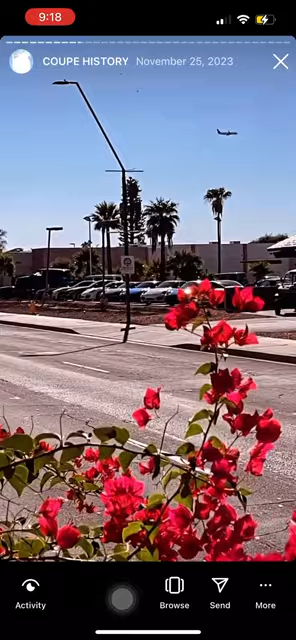 9:18
COUPE HISTORY November 25, 2023
Activity
Browse
Send
More